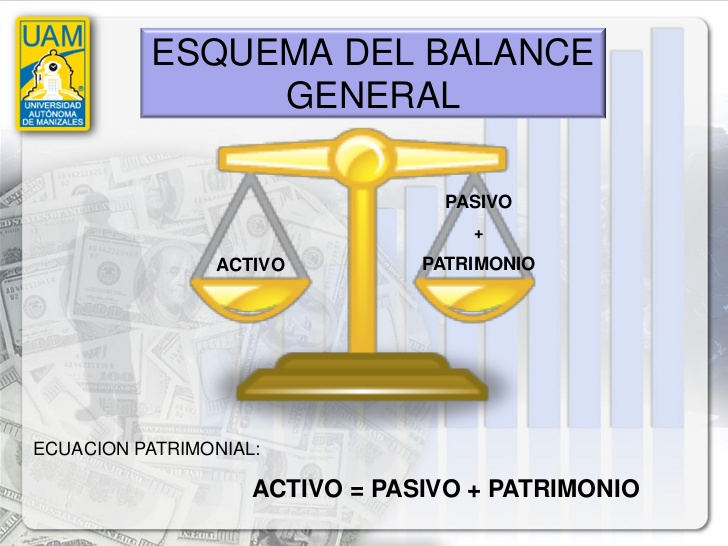 UAM
UNIVERSIDAD
AUTÓNOMA
DE MANIZALES
ESQUEMA DEL BALANCE
GENERAL
PASIVO
+
ACTIVO
PATRIMONIO
ECUACION PATRIMONIAL:
ACTIVO = PASIVO + PATRIMONIO